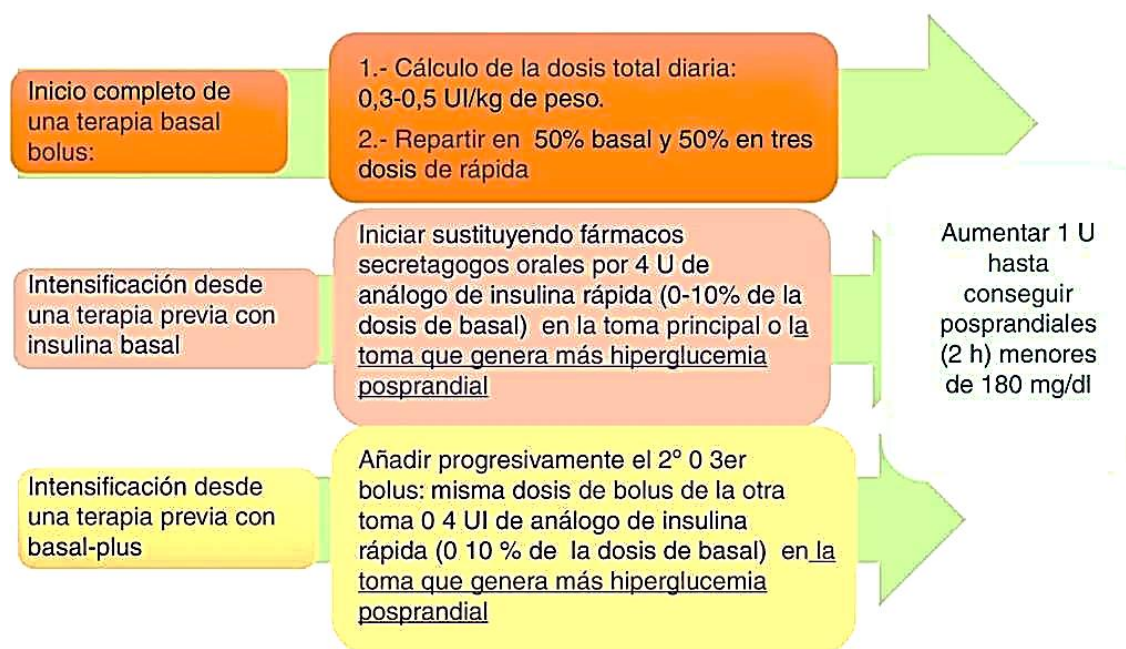 Inicio completo de
una terapia basal
bolus:
1.- Cálculo de la dosis total diaria:
0,3-0,5 UI/kg de peso.
2.- Repartir en 50% basal y 50% en tres
dosis de rápida
Intensificación desde
una terapia previa con
insulina basal
Iniciar sustituyendo fármacos
secretagogos orales por 4 U de
análogo de insulina rápida (0-10% de la
dosis de basal) en la toma principal o la
toma que genera más hiperglucemia
posprandial
Intensificación desde
una terapia previa con
basal-plus
Añadir progresivamente el 2º 0 3er
bolus: misma dosis de bolus de la otra
toma 0 4 UI de análogo de insulina
rápida (0 10 % de la dosis de basal) en la
toma que genera más hiperglucemia
posprandial
Aumentar 1 U
hasta
conseguir
posprandiales
(2 h) menores
de 180 mg/dl